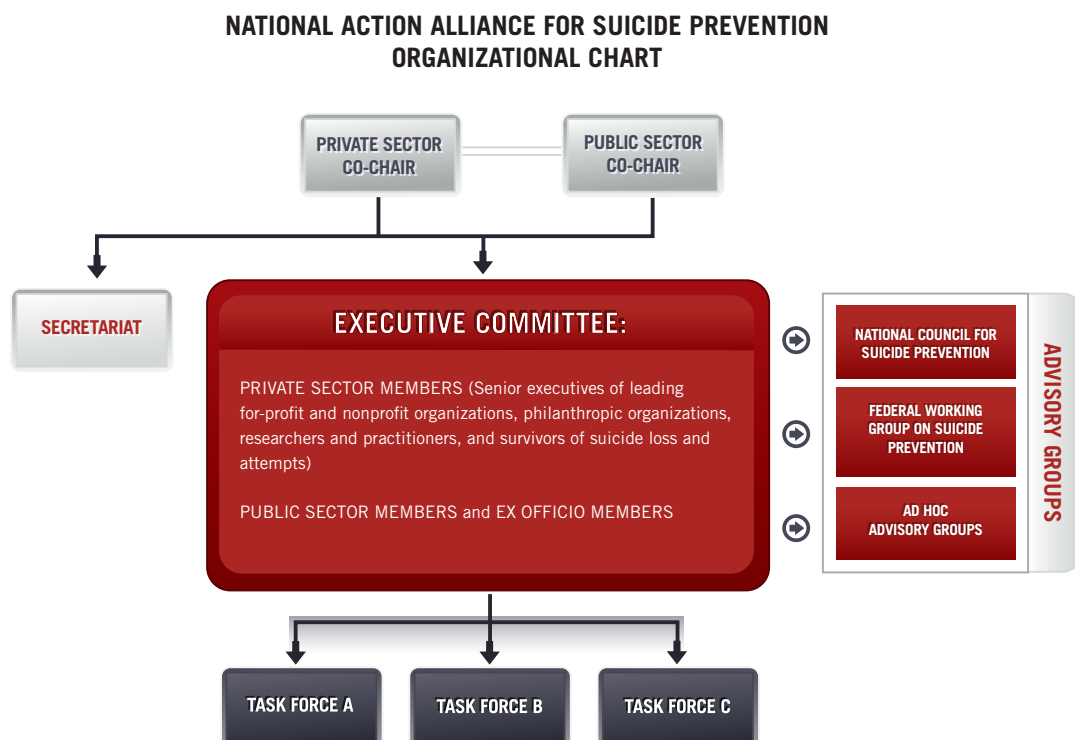 NATIONAL ACTION ALLIANCE FOR SUICIDE PREVENTION
ORGANIZATIONAL CHART
PRIVATE SECTOR
CO-CHAIR
PUBLIC SECTOR
CO-CHAIR
SECRETARIAT
EXECUTIVE COMMITTEE:
PRIVATE SECTOR MEMBERS (Senior executives of leading
for-profit and nonprofit organizations, philanthropic organizations,
researchers and practitioners, and survivors of suicide loss and
attempts)
PUBLIC SECTOR MEMBERS and EX OFFICIO MEMBERS
NATIONAL COUNCIL FOR
SUICIDE PREVENTION
FEDERAL WORKING
GROUP ON SUICIDE
PREVENTION
AD HOC
ADVISORY GROUPS
ADVISORY GROUPS
TASK FORCE A
TASK FORCE B
TASK FORCE C